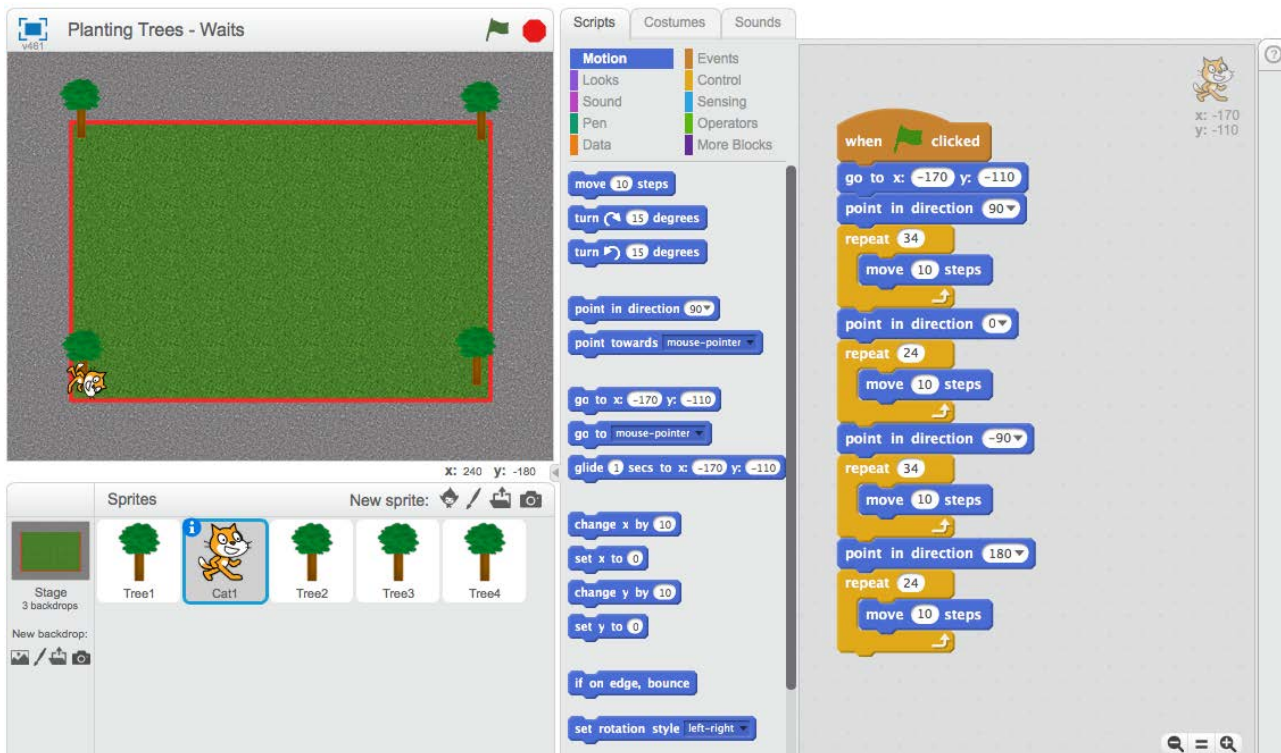 Planting Trees - Waits
v461
x: 240 y: -180
Sprites
New sprite:
Stage
3 backdrops
New backdrop:
Tree1
Cat1
Tree2
Tree3
Tree4
Scripts
Costumes
Sounds
Motion
Looks
Sound
Pen
Data
Events
Control
Sensing
Operators
More Blocks
move 10 steps
turn 15 degrees
turn 15 degrees
point in direction 90
point towards mouse-pointer
go to x: -170 y: -110
go to mouse-pointer
glide 1 secs to x: -170 y: -110
change x by 10
set x to 0
change y by 10
set y to 0
if on edge, bounce
set rotation style left-right
when clicked
go to x: -170 y: -110
point in direction 90
repeat 34
move 10 steps
point in direction 0
repeat 24
move 10 steps
point in direction -90
repeat 34
move 10 steps
point in direction 180
repeat 24
move 10 steps
x: -170
y: -110
?